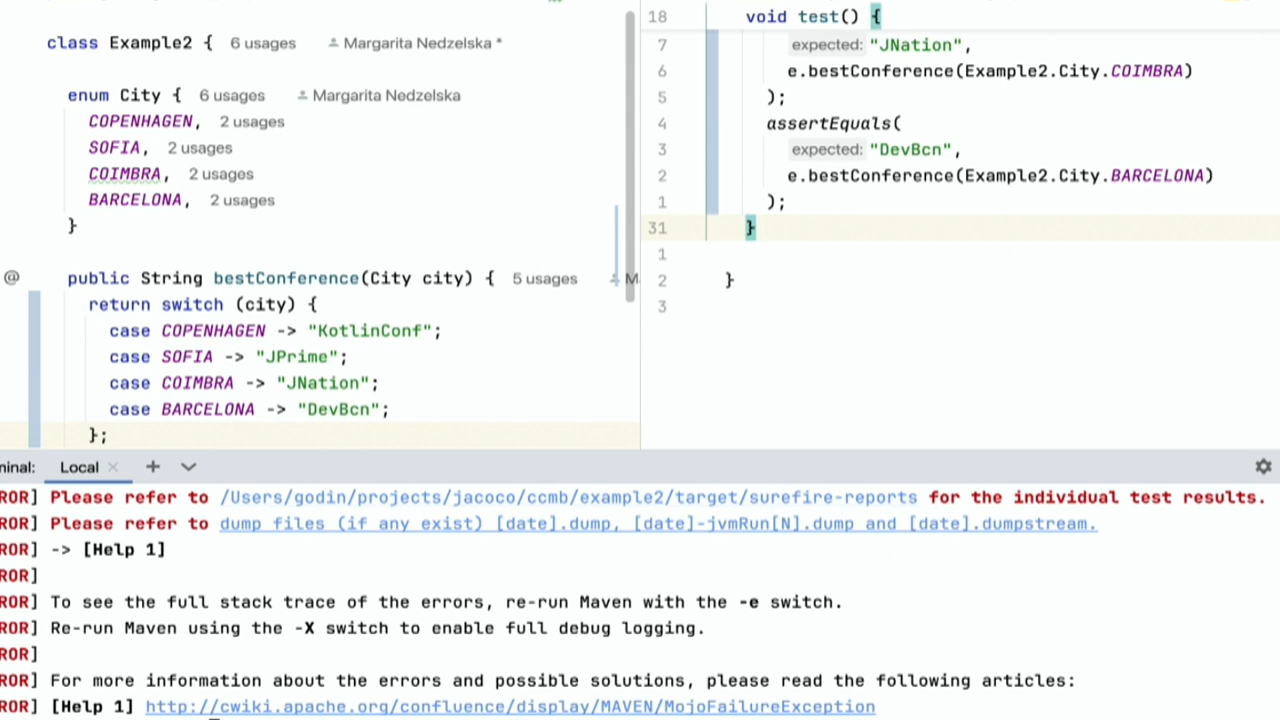 class Example2 { 6 usages Margarita Nedzelska *
enum City { 6 usages Margarita Nedzelska
COPENHAGEN, 2 usages
SOFIA, 2 usages
COIMBRA, 2 usages
BARCELONA, 2 usages
}
@ public String bestConference(City city) { 5 usages M
return switch (city) {
case COPENHAGEN -> "KotlinConf";
case SOFIA -> "JPrime";
case COIMBRA -> "JNation";
case BARCELONA -> "DevBcn";
};
18 void test() {
7 expected: "JNation",
6 e.bestConference(Example2.City.COIMBRA)
5 );
4 assertEquals(
3 expected: "DevBcn",
2 e.bestConference(Example2.City.BARCELONA)
1 );
31 }
1
2 }
3
ninal: Local × + 
ROR] Please refer to /Users/godin/projects/jacoco/ccmb/example2/target/surefire-reports for the individual test results.
ROR] Please refer to dump files (if any exist) [date].dump, [date]-jvmRun[N].dump and [date].dumpstream.
ROR] -> [Help 1]
ROR]
ROR] To see the full stack trace of the errors, re-run Maven with the -e switch.
ROR] Re-run Maven using the -X switch to enable full debug logging.
ROR]
ROR] For more information about the errors and possible solutions, please read the following articles:
ROR] [Help 1] http://cwiki.apache.org/confluence/display/MAVEN/MojoFailureException